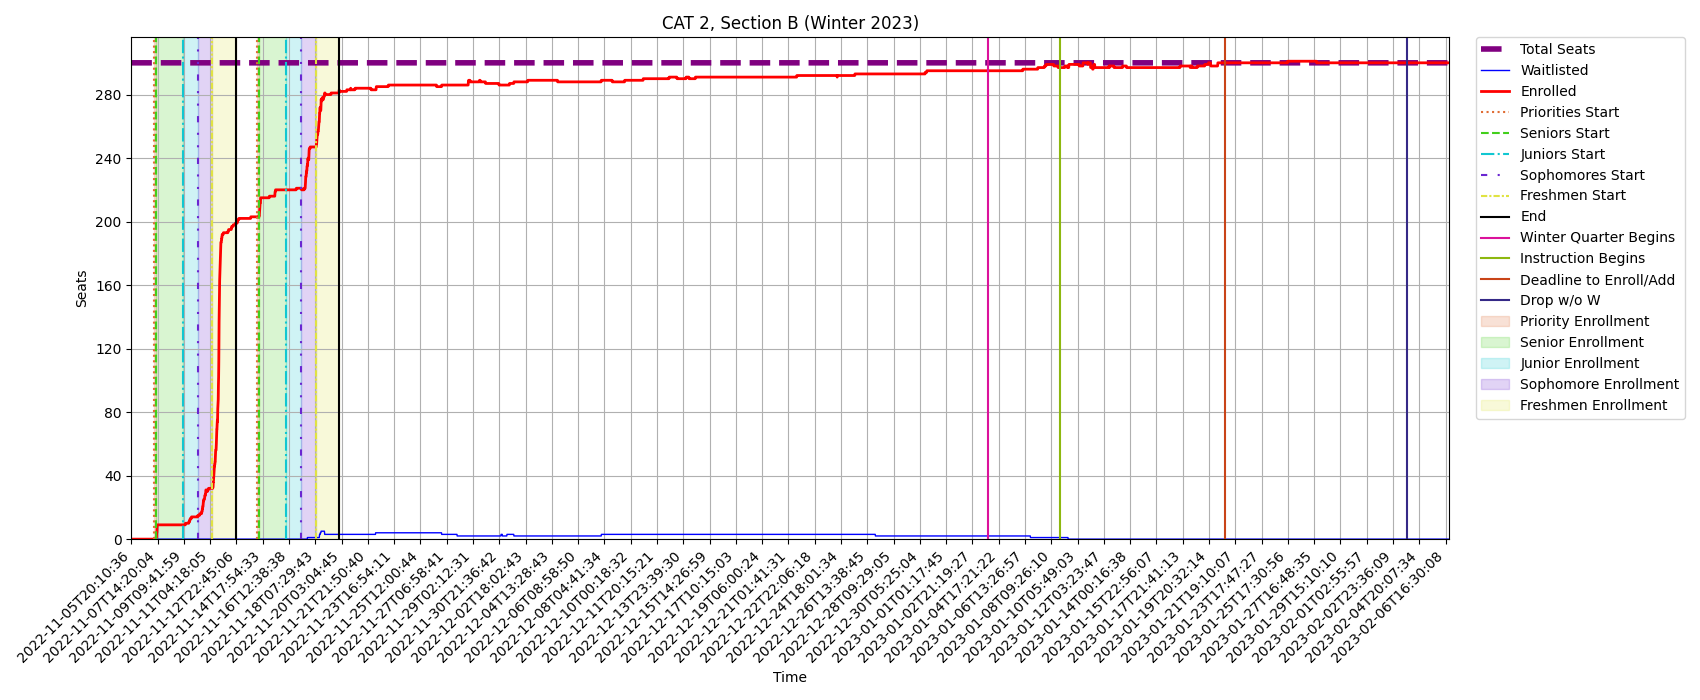 CAT 2, Section B (Winter 2023)
Seats
280
240
200
160
120
80
40
0
2022-11-05T20:10:36
2022-11-07T14:20:04
2022-11-09T09:41:59
2022-11-11T04:18:05
2022-11-12T22:45:06
2022-11-14T17:54:33
2022-11-16T12:38:38
2022-11-18T07:29:43
2022-11-20T03:04:45
2022-11-21T21:50:40
2022-11-23T16:54:11
2022-11-25T12:00:44
2022-11-27T06:58:41
2022-11-29T02:12:31
2022-11-30T21:36:42
2022-12-02T18:02:43
2022-12-04T13:28:43
2022-12-06T08:58:50
2022-12-08T04:41:34
2022-12-10T00:18:32
2022-12-11T20:15:21
2022-12-13T23:39:30
2022-12-15T14:26:59
2022-12-17T10:15:03
2022-12-19T06:00:24
2022-12-21T01:41:31
2022-12-22T22:06:18
2022-12-24T18:01:34
2022-12-26T13:38:45
2022-12-28T09:29:05
2022-12-30T05:25:04
2023-01-01T01:17:45
2023-01-02T21:19:27
2023-01-04T17:21:22
2023-01-06T13:26:57
2023-01-08T09:26:10
2023-01-10T05:49:03
2023-01-12T03:23:47
2023-01-14T00:16:38
2023-01-15T22:56:07
2023-01-17T21:41:13
2023-01-19T20:32:14
2023-01-21T19:10:07
2023-01-23T17:47:27
2023-01-25T17:30:56
2023-01-27T16:48:35
2023-01-29T15:10:10
2023-02-01T02:55:57
2023-02-02T23:36:09
2023-02-04T20:07:34
2023-02-06T16:30:08
Time
Total Seats
Waitlisted
Enrolled
Priorities Start
Seniors Start
Juniors Start
Sophomores Start
Freshmen Start
End
Winter Quarter Begins
Instruction Begins
Deadline to Enroll/Add
Drop w/o W
Priority Enrollment
Senior Enrollment
Junior Enrollment
Sophomore Enrollment
Freshmen Enrollment